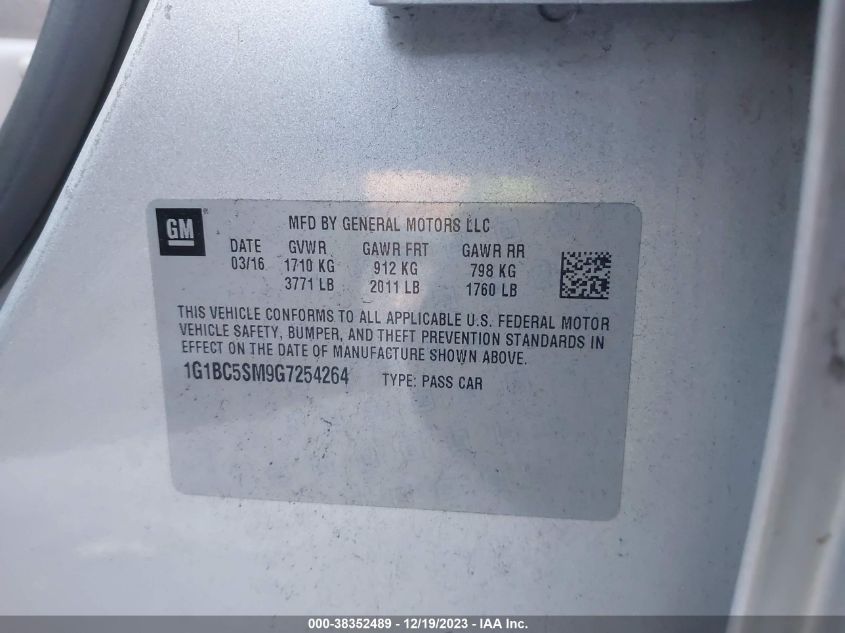 GM
MFD BY GENERAL MOTORS LLC
DATE GVWR GAWR FRT GAWR RR
03/16 1710 KG 912 KG 798 KG
3771 LB 2011 LB 1760 LB
THIS VEHICLE CONFORMS TO ALL APPLICABLE U.S. FEDERAL MOTOR
VEHICLE SAFETY, BUMPER, AND THEFT PREVENTION STANDARDS IN
EFFECT ON THE DATE OF MANUFACTURE SHOWN ABOVE.
1G1BC5SM9G7254264 TYPE: PASS CAR
000-38352489 - 12/19/2023 - IAA Inc.